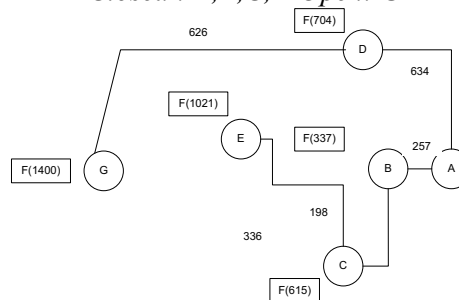 F(704)
626
D
634
F(1021)
E
F(337)
257
F(1400)
G
B
A
198
336
C
F(615)